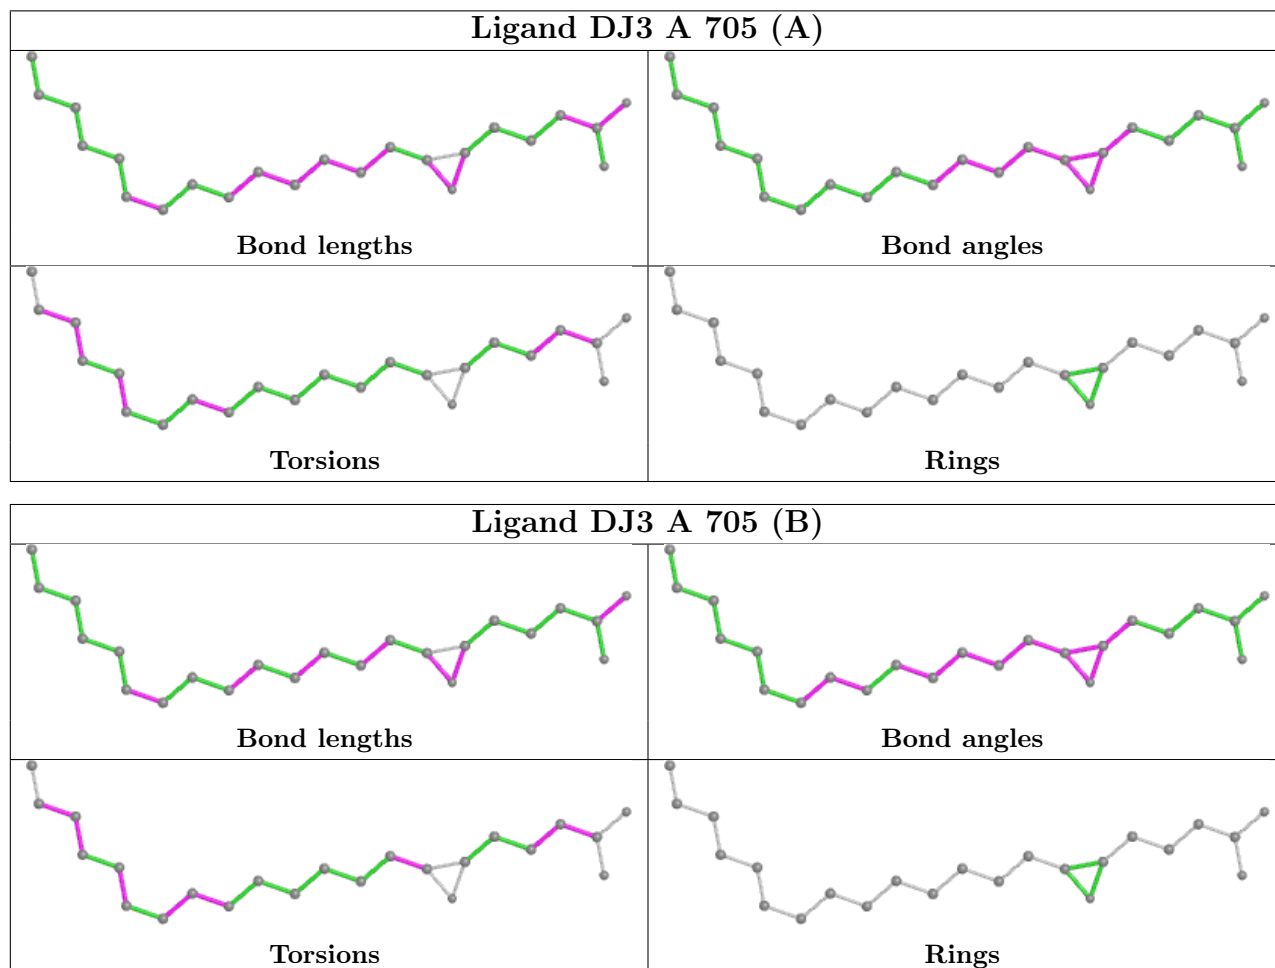 Ligand DJ3 A 705 (A)
Bond lengths
Bond angles
Torsions
Rings
Ligand DJ3 A 705 (B)
Bond lengths
Bond angles
Torsions
Rings